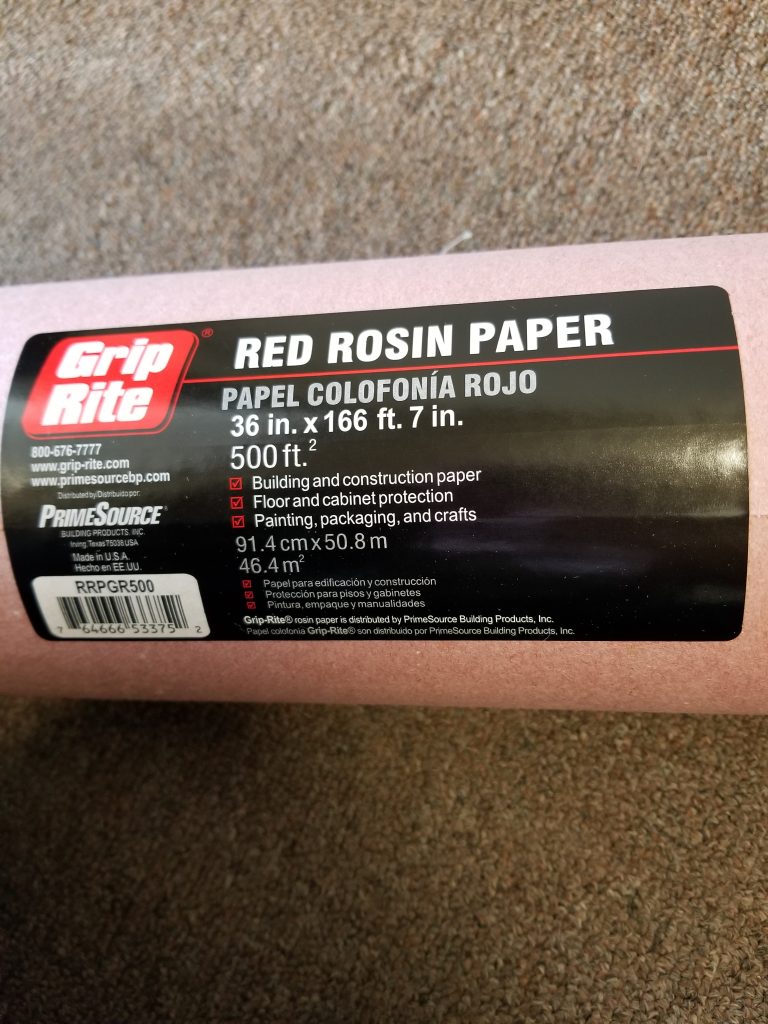 Grip
Rite®
RED ROSIN PAPER
PAPEL COLOFONÍA ROJO
36 in. x 166 ft. 7 in.
500 ft.²
Building and construction paper
Floor and cabinet protection
Painting, packaging, and crafts
91.4 cm x 50.8 m
46.4 m²
Papel para edificación y construcción
Protección para pisos y gabinetes
Pintura, empaque y manualidades
Grip-Rite® rosin paper is distributed by PrimeSource Building Products, Inc.
Papel colofonia Grip-Rite® son distribuido por PrimeSource Building Products, Inc.
800-676-7777
www.grip-rite.com
www.primesourcebp.com
Distributed by/Distribuido por:
PRIMESOURCE
BUILDING PRODUCTS, INC.
Irving, Texas 75038 USA
Made in U.S.A.
Hecho en EE.UU.
RRPGR500
7 64666 53375 2